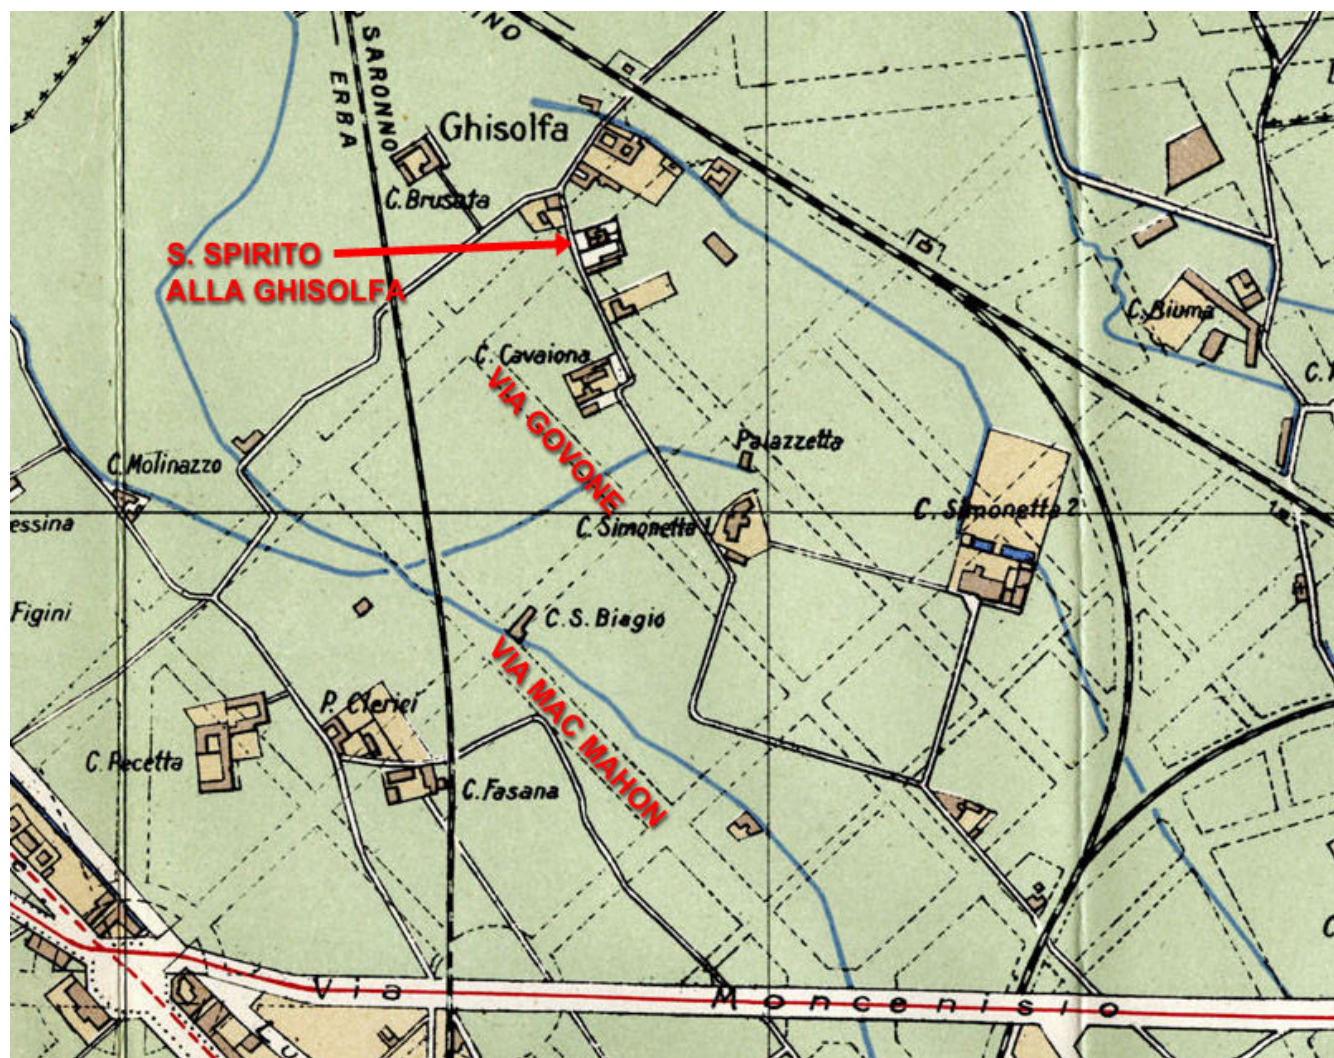 SARONNO
ERBA
Ghisolfa
C. Brusata
S. SPIRITO
ALLA GHISOLFA
C. Biuma
C. Cavaiona
VIA GOVONE
Palazzetta
C. Molinazzo
C. Simonetta 1
C. Simonetta 2
essina
Figini
C. S. Biagio
VIA MAC MAHON
P. Clerici
C. Pecetta
C. Fasana
Via Moncenisio